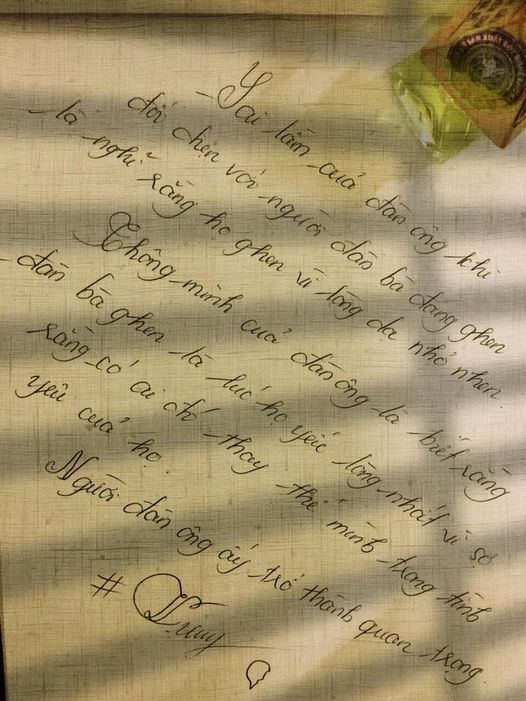 - Sai lầm của đàn ông khi
đối diện với người đàn bà đang ghen
là nghĩ rằng họ ghen vì lòng dạ nhỏ nhen.
Thông minh của đàn ông là biết rằng
- đàn bà ghen là lúc họ yếu lòng nhất vì sợ
rằng có ai đó thay thế mình trong tình
yêu của họ.
Người đàn ông ấy trở thành quan trọng.
#